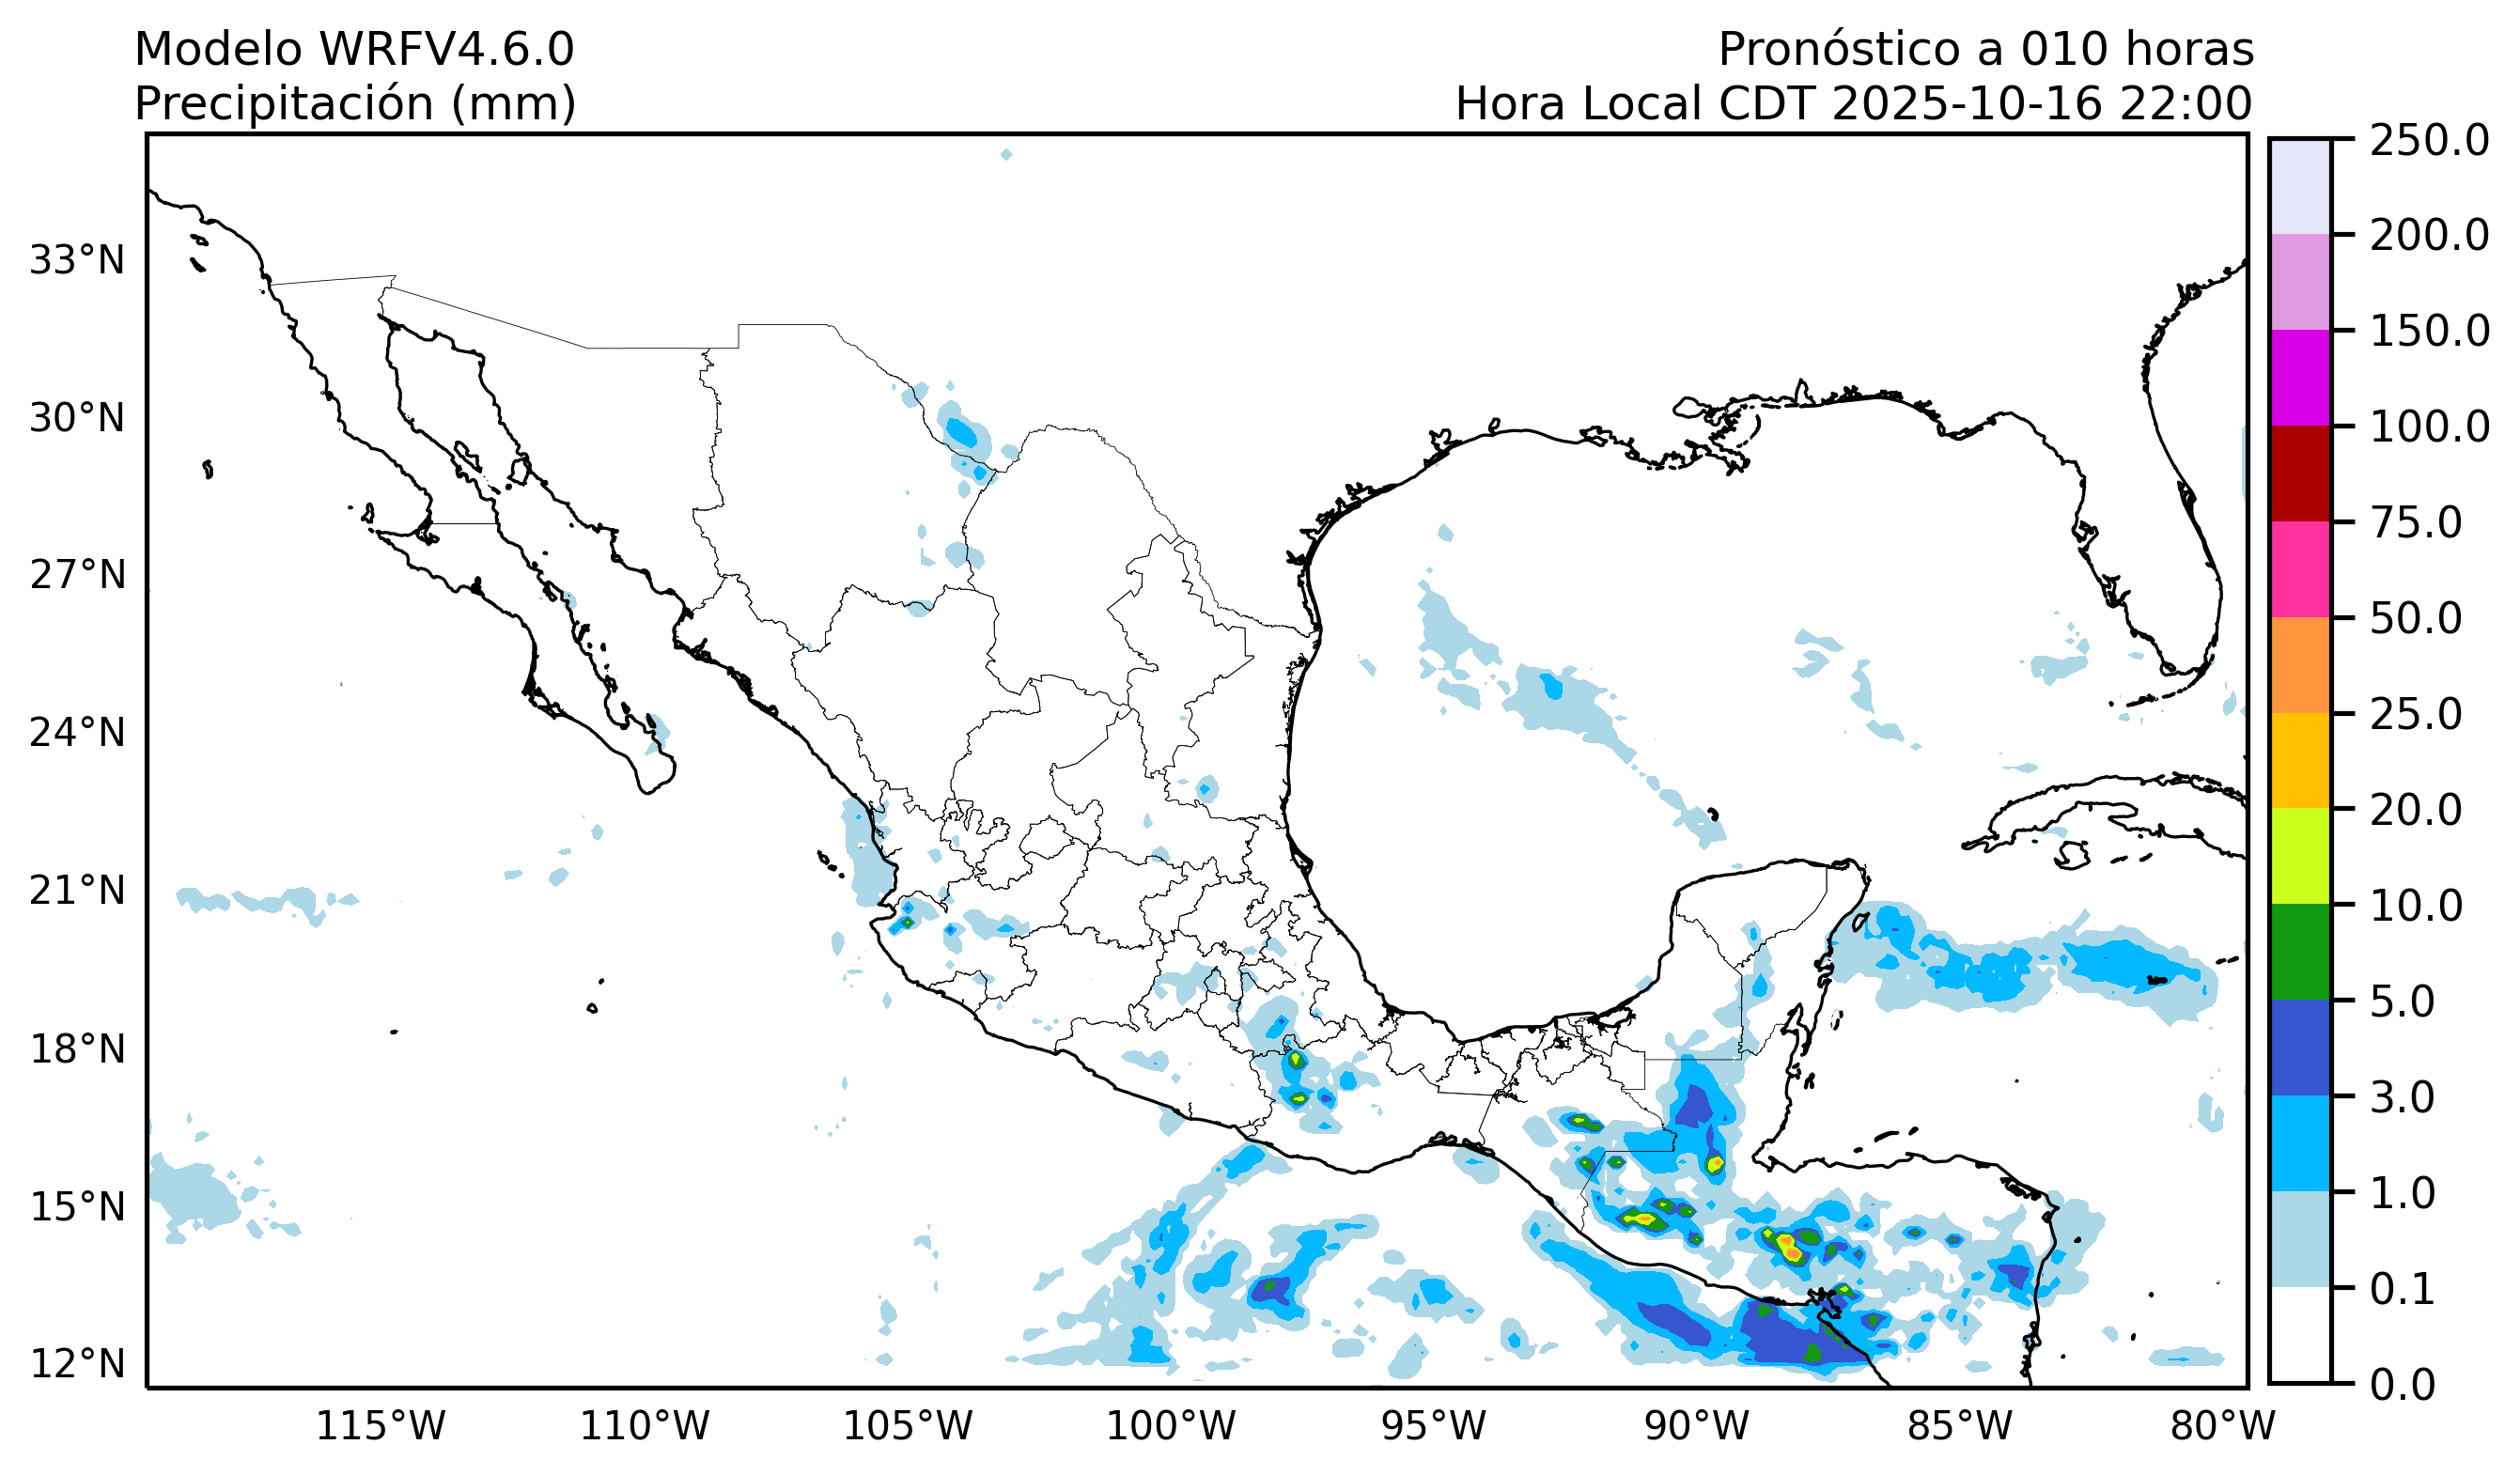 Modelo WRFV4.6.0
Precipitación (mm)
Pronóstico a 010 horas
Hora Local CDT 2025-10-16 22:00
33°N
30°N
27°N
24°N
21°N
18°N
15°N
12°N
115°W
110°W
105°W
100°W
95°W
90°W
85°W
80°W
250.0
200.0
150.0
100.0
75.0
50.0
25.0
20.0
10.0
5.0
3.0
1.0
0.1
0.0